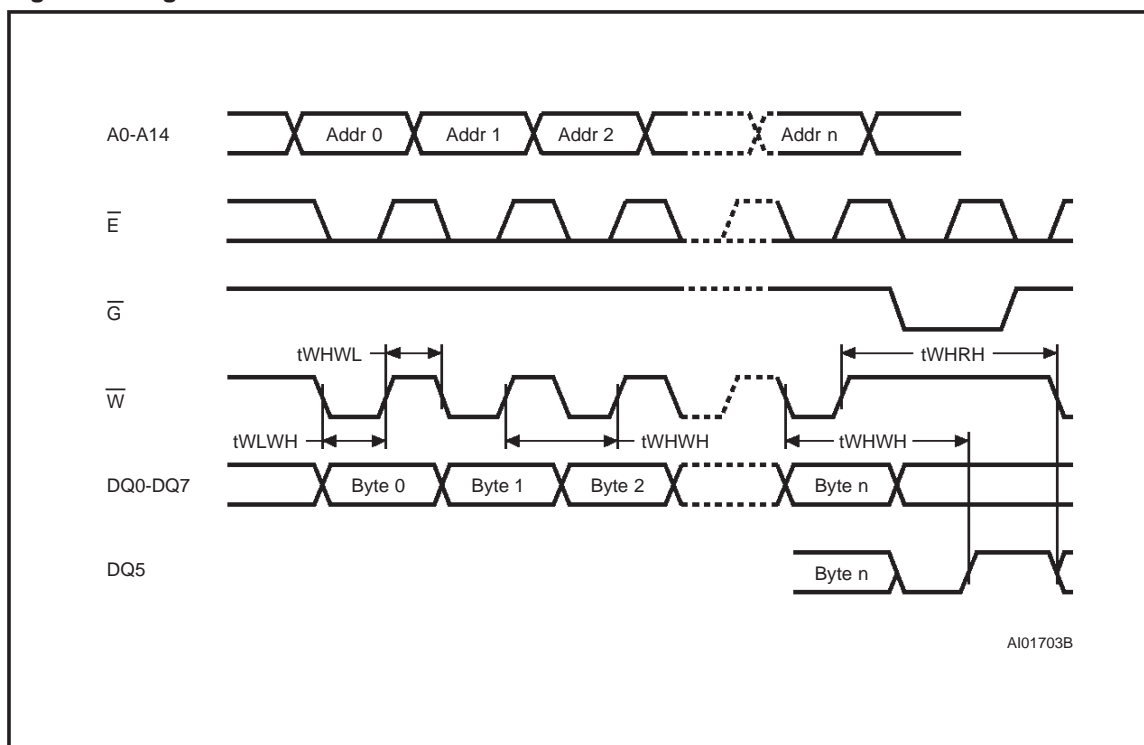 A0-A14
Addr 0 Addr 1 Addr 2 Addr n
E̅
G̅
tWHWL tWHRH
W̅
tWLWH tWHWH tWHWH
DQ0-DQ7
Byte 0 Byte 1 Byte 2 Byte n
DQ5
Byte n
AI01703B